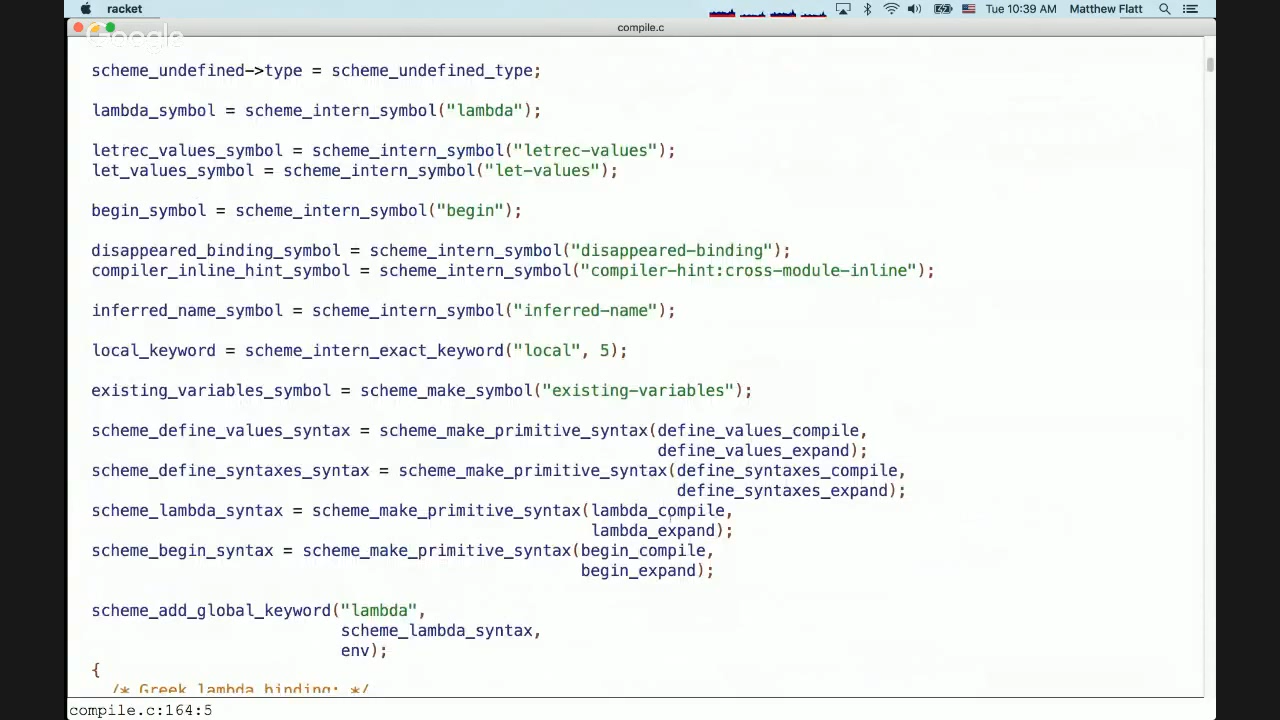 racket
Tue 10:39 AM Matthew Flatt
compile.c
Google
scheme_undefined->type = scheme_undefined_type;
lambda_symbol = scheme_intern_symbol("lambda");
letrec_values_symbol = scheme_intern_symbol("letrec-values");
let_values_symbol = scheme_intern_symbol("let-values");
begin_symbol = scheme_intern_symbol("begin");
disappeared_binding_symbol = scheme_intern_symbol("disappeared-binding");
compiler_inline_hint_symbol = scheme_intern_symbol("compiler-hint:cross-module-inline");
inferred_name_symbol = scheme_intern_symbol("inferred-name");
local_keyword = scheme_intern_exact_keyword("local", 5);
existing_variables_symbol = scheme_make_symbol("existing-variables");
scheme_define_values_syntax = scheme_make_primitive_syntax(define_values_compile,
define_values_expand);
scheme_define_syntaxes_syntax = scheme_make_primitive_syntax(define_syntaxes_compile,
define_syntaxes_expand);
scheme_lambda_syntax = scheme_make_primitive_syntax(lambda_compile,
lambda_expand);
scheme_begin_syntax = scheme_make_primitive_syntax(begin_compile,
begin_expand);
scheme_add_global_keyword("lambda",
scheme_lambda_syntax,
env);
{
/* Greek lambda binding: */
compile.c:164:5